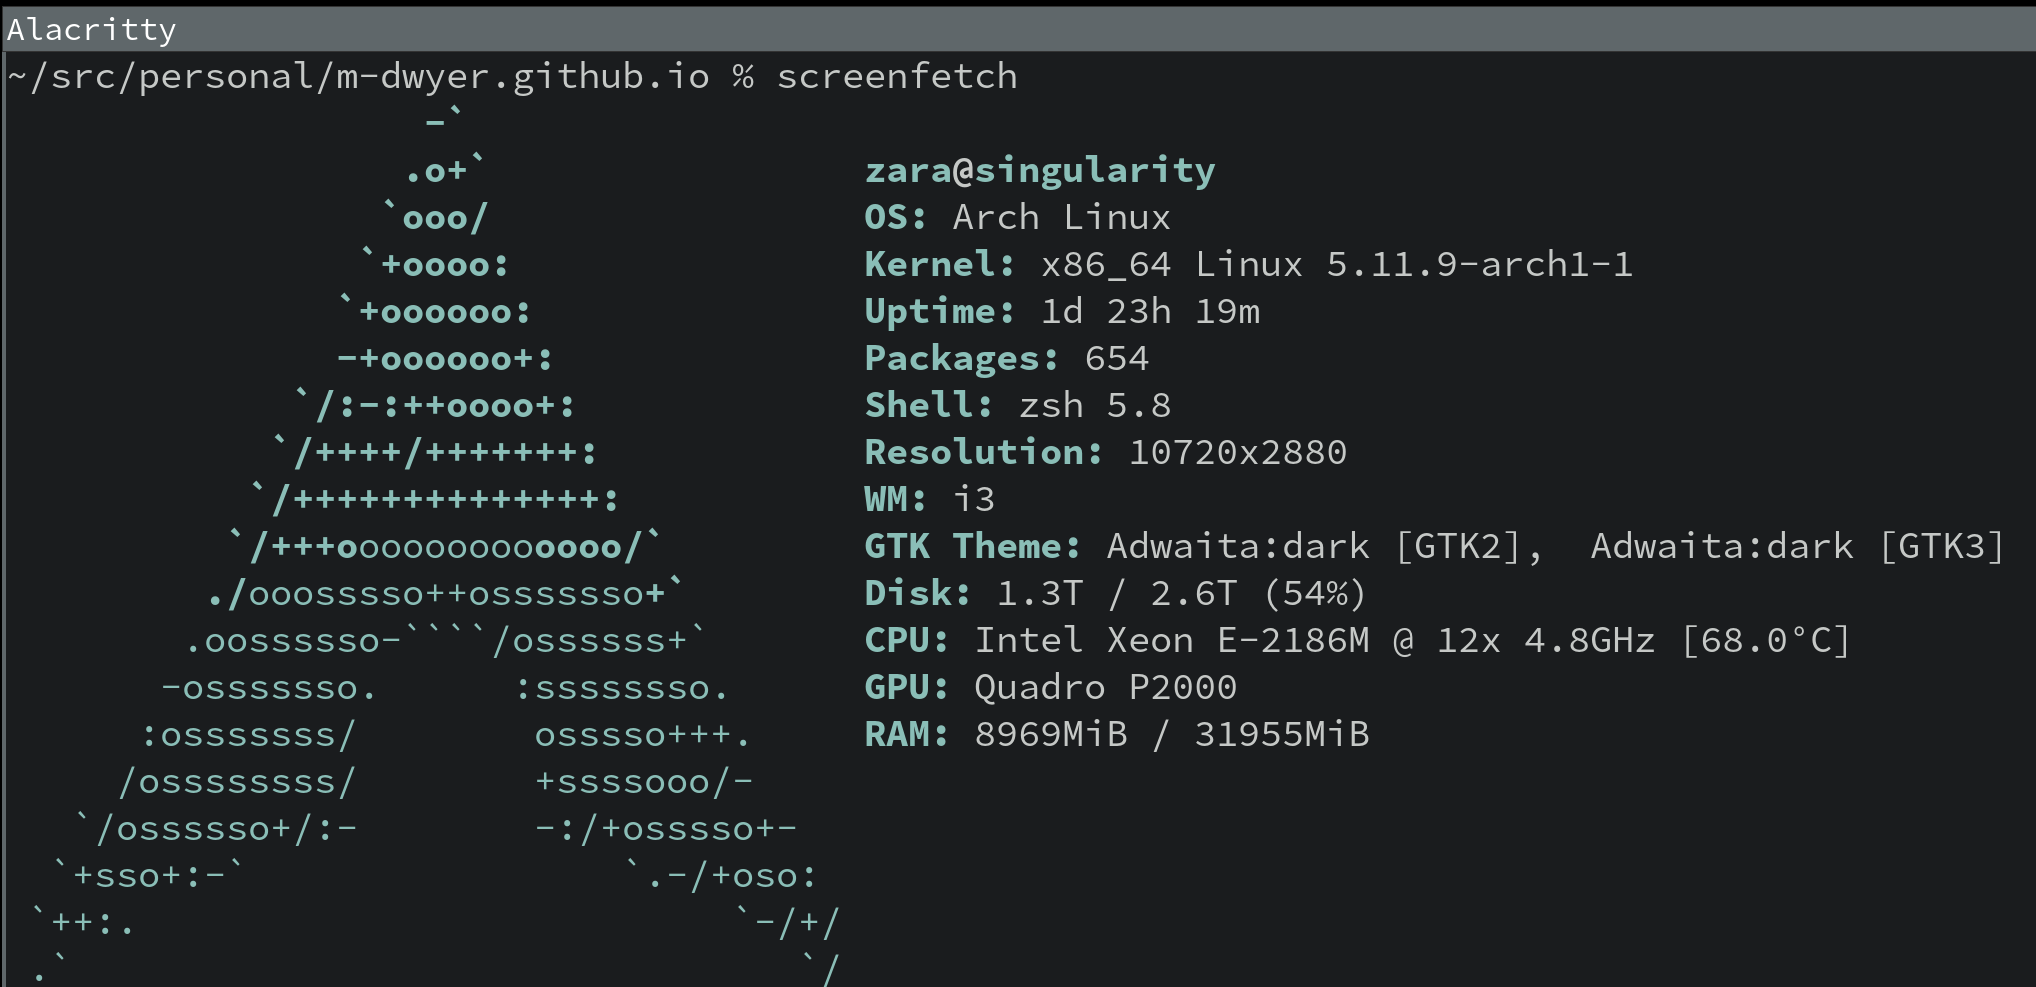 Alacritty
~/src/personal/m-dwyer.github.io % screenfetch
                   -`
                  .o+`                 zara@singularity
                 `ooo/                 OS: Arch Linux
                `+oooo:                Kernel: x86_64 Linux 5.11.9-arch1-1
               `+oooooo:               Uptime: 1d 23h 19m
               -+oooooo+:              Packages: 654
             `/:-:++oooo+:             Shell: zsh 5.8
            `/++++/+++++++:            Resolution: 10720x2880
           `/++++++++++++++:           WM: i3
          `/+++ooooooooooooo/`         GTK Theme: Adwaita:dark [GTK2],  Adwaita:dark [GTK3]
         ./ooosssso++osssssso+`        Disk: 1.3T / 2.6T (54%)
        .oossssso-````/ossssss+`       CPU: Intel Xeon E-2186M @ 12x 4.8GHz [68.0°C]
       -osssssso.      :ssssssso.      GPU: Quadro P2000
      :osssssss/        osssso+++.     RAM: 8969MiB / 31955MiB
     /ossssssss/        +ssssooo/-
   `/ossssso+/:-        -:/+osssso+-
  `+sso+:-`                 `.-/+oso:
 `++:.                           `-/+/
 .`                                 `/